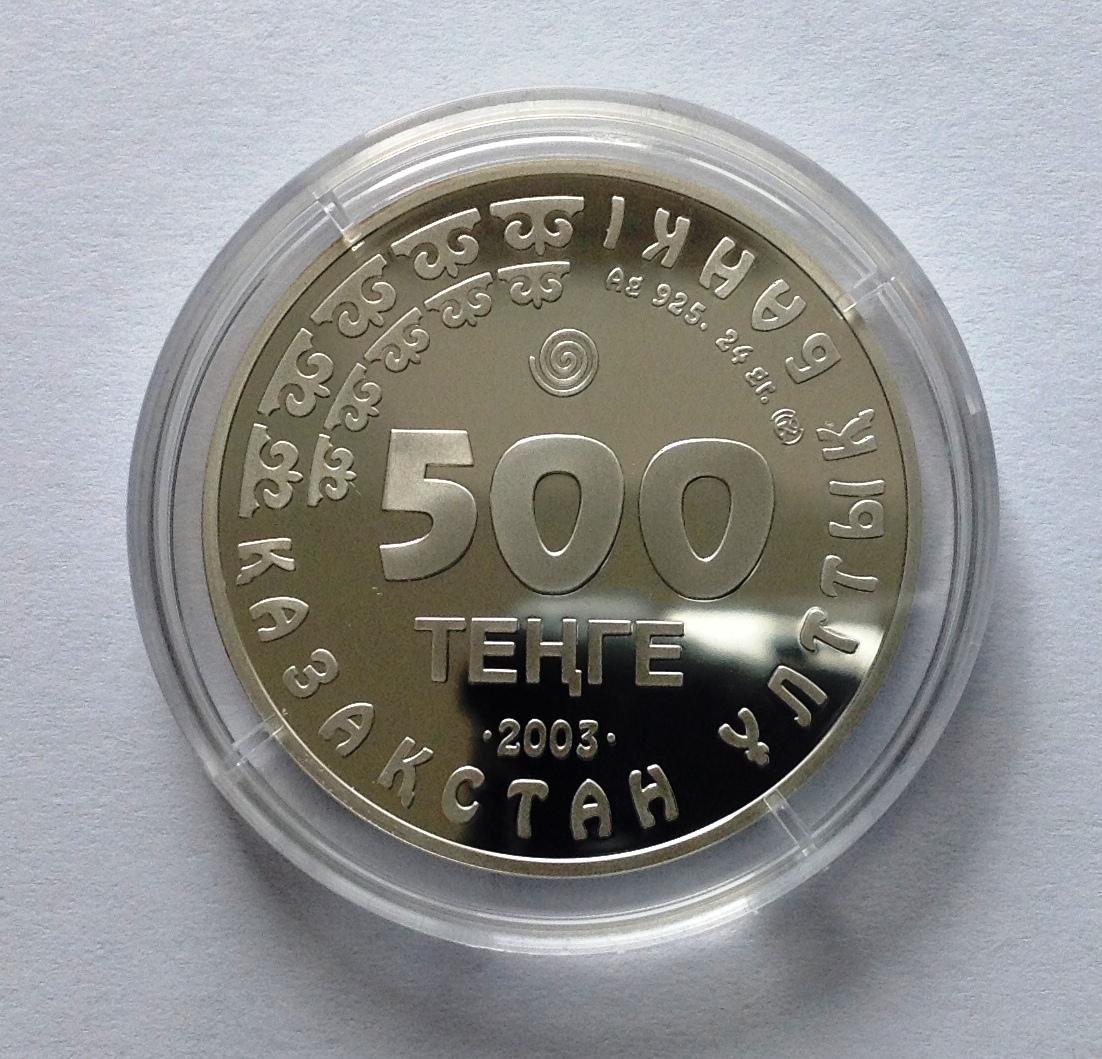 ҚАЗАҚСТАН ҰЛТТЫҚ БАНКІ
Ag 925. 24 gr.
500
ТЕҢГЕ
·2003·